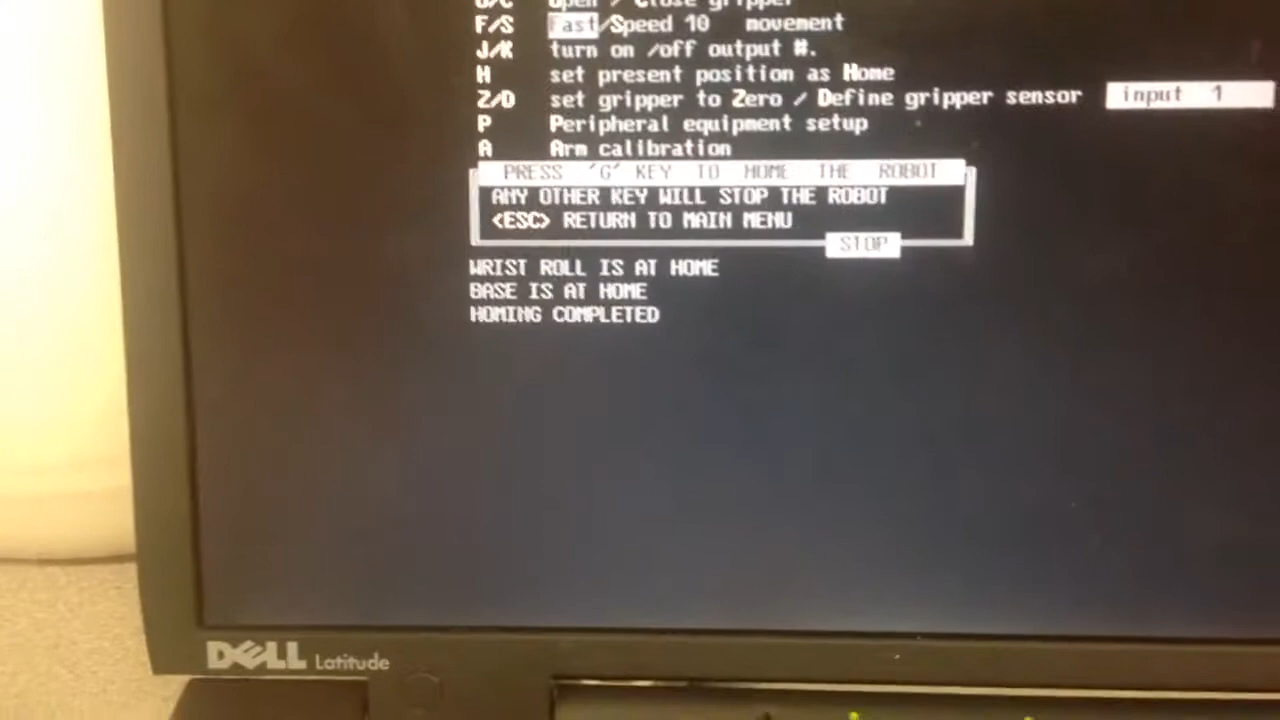 O/C Open / Close gripper
F/S Fast/Speed 10 movement
J/K turn on /off output #.
H set present position as Home
Z/D set gripper to Zero / Define gripper sensor input 1
P Peripheral equipment setup
A Arm calibration
PRESS 'G' KEY TO HOME THE ROBOT
ANY OTHER KEY WILL STOP THE ROBOT
<ESC> RETURN TO MAIN MENU
STOP
WRIST ROLL IS AT HOME
BASE IS AT HOME
HOMING COMPLETED
DELL Latitude